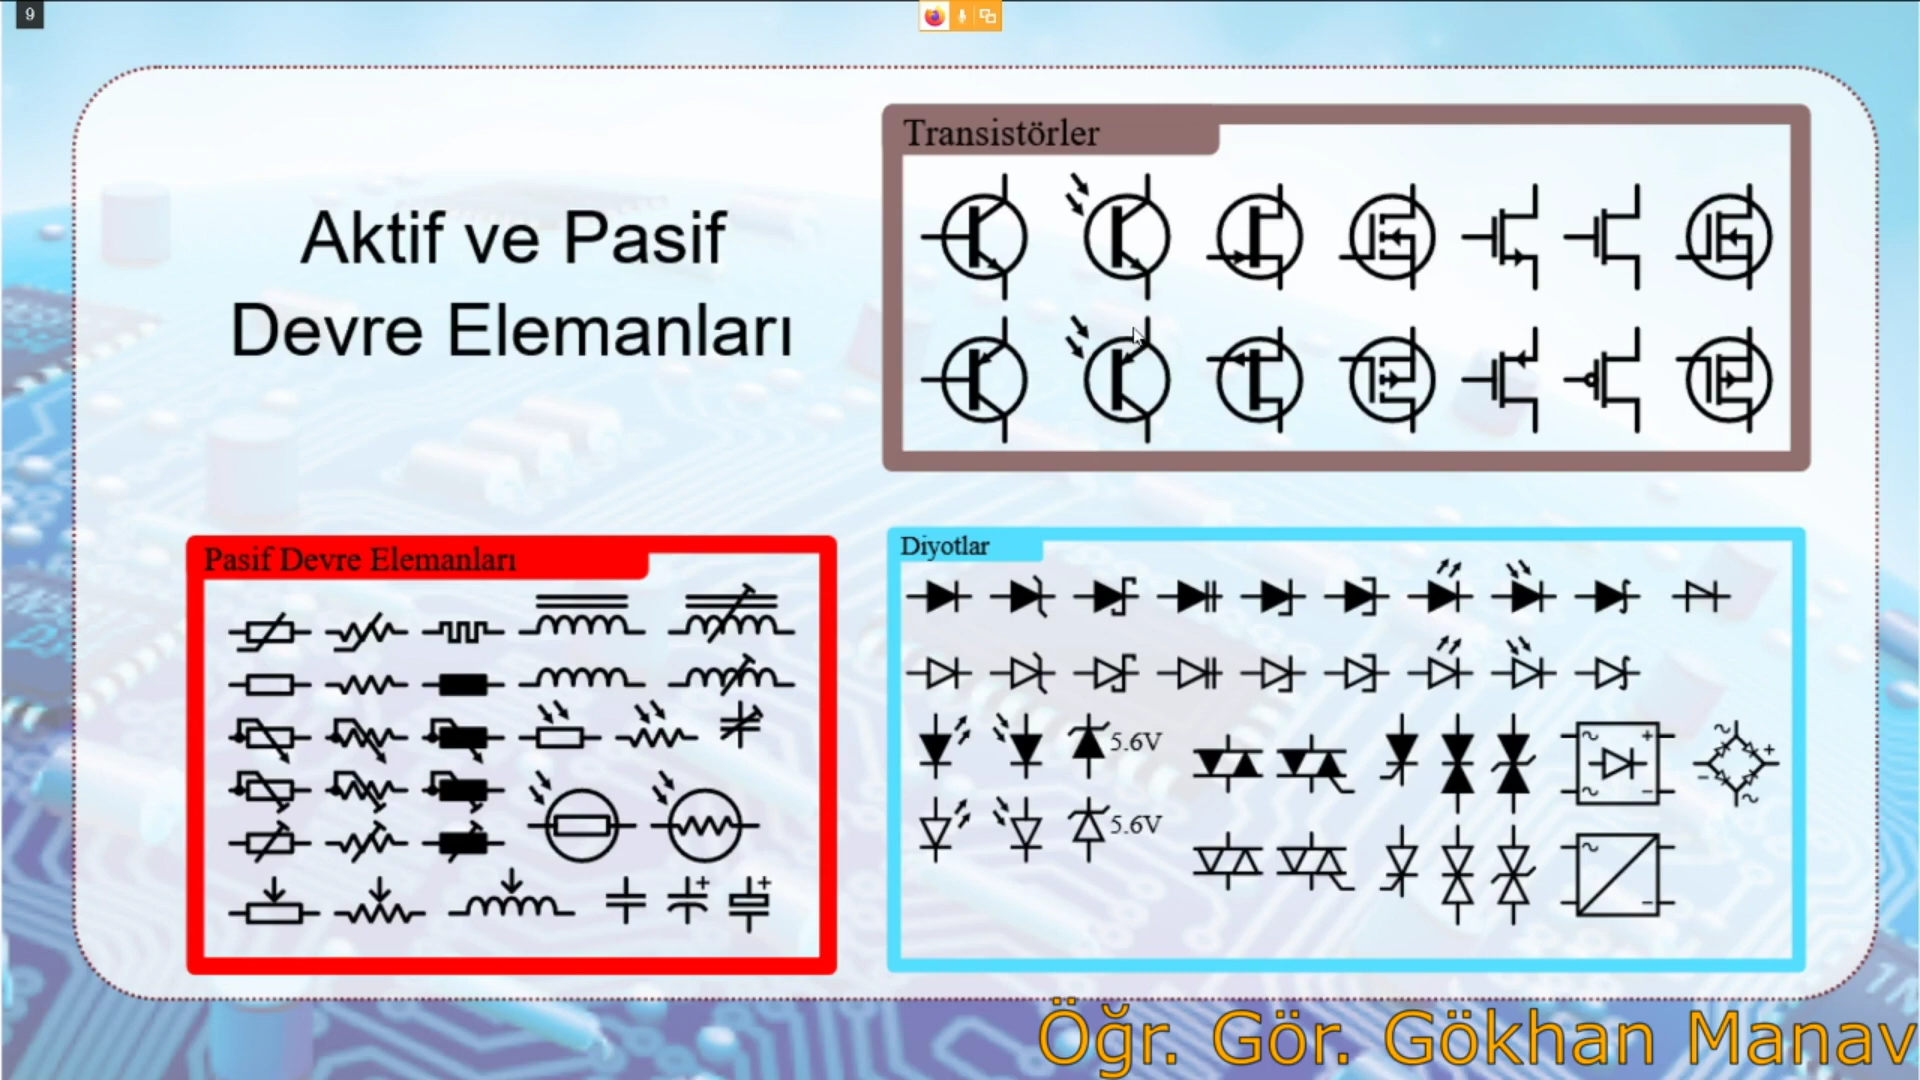 9
Aktif ve Pasif
Devre Elemanları
Transistörler
Pasif Devre Elemanları
+
+
Diyotlar
5.6V
5.6V
~ +
~ −
~ +
− ~
~
−
Öğr. Gör. Gökhan Manav